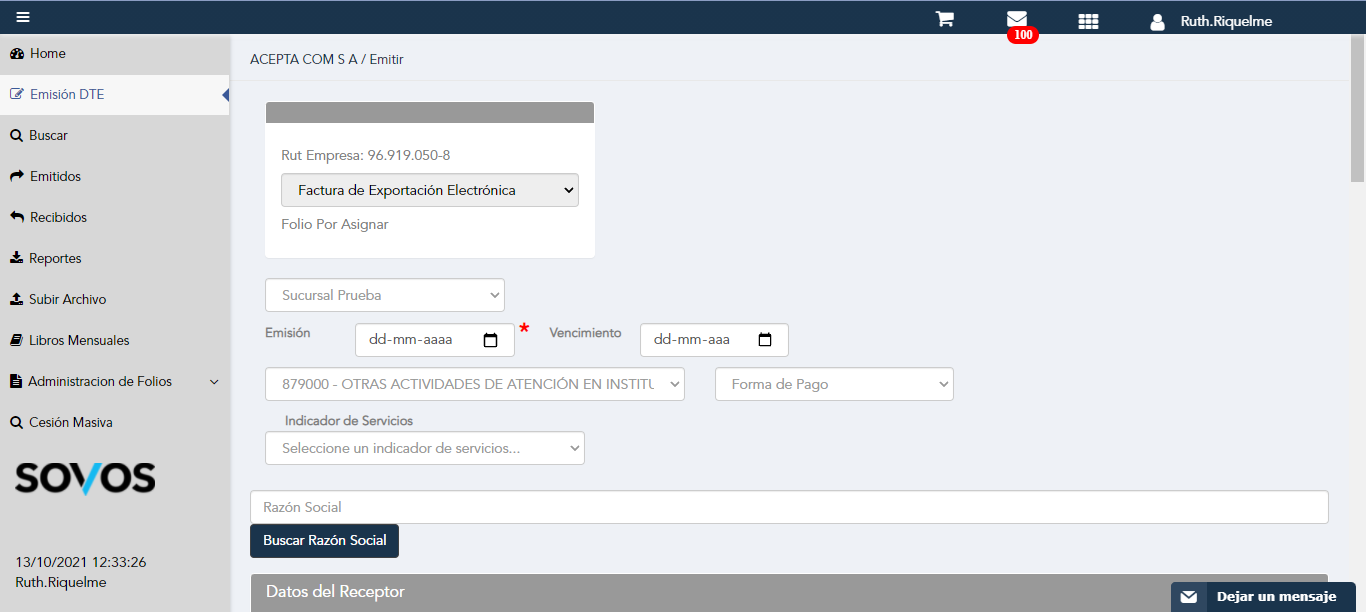 Ruth.Riquelme
100
Home
Emisión DTE
Buscar
Emitidos
Recibidos
Reportes
Subir Archivo
Libros Mensuales
Administracion de Folios
Cesión Masiva
SOVOS
13/10/2021 12:33:26
Ruth.Riquelme
ACEPTA COM S A / Emitir
Rut Empresa: 96.919.050-8
Factura de Exportación Electrónica
Folio Por Asignar
Sucursal Prueba
Emisión dd-mm-aaaa * Vencimiento dd-mm-aaa
879000 - OTRAS ACTIVIDADES DE ATENCIÓN EN INSTITU Forma de Pago
Indicador de Servicios
Seleccione un indicador de servicios...
Razón Social
Buscar Razón Social
Datos del Receptor
Dejar un mensaje